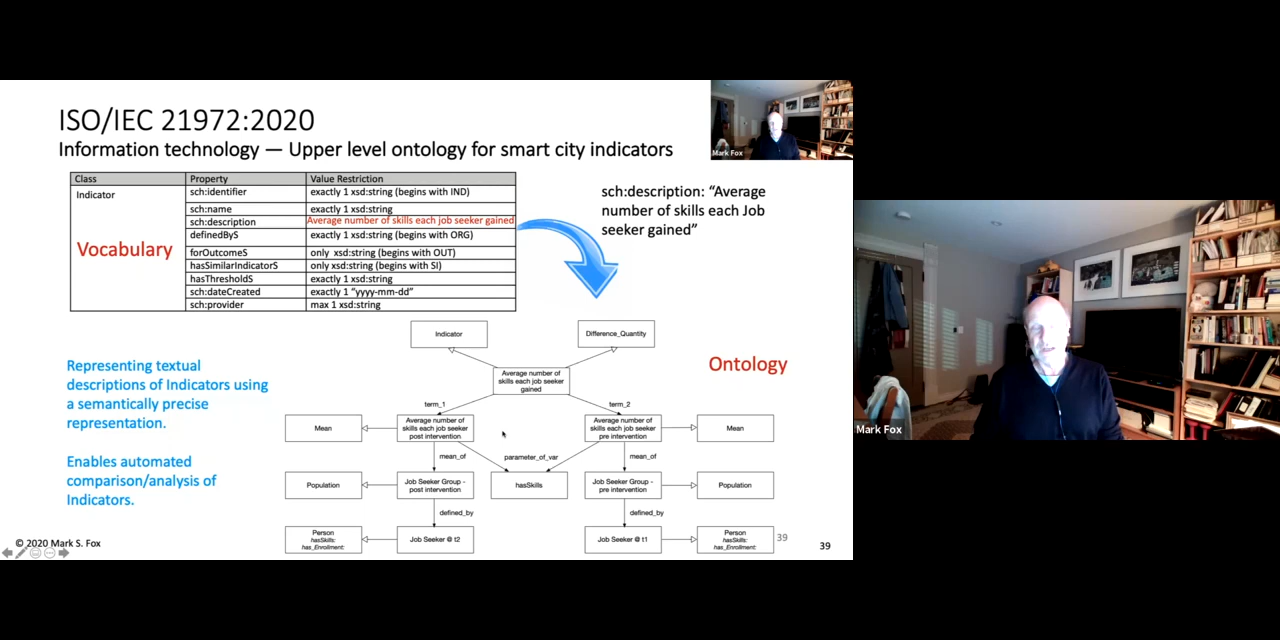 ISO/IEC 21972:2020
Information technology — Upper level ontology for smart city indicators
Mark Fox
Class Property Value Restriction
Indicator sch:identifier exactly 1 xsd:string (begins with IND)
sch:name exactly 1 xsd:string
sch:description Average number of skills each job seeker gained
definedByS exactly 1 xsd:string (begins with ORG)
forOutcomeS only xsd:string (begins with OUT)
hasSimilarIndicatorS only xsd:string (begins with SI)
hasThresholdS exactly 1 xsd:string
sch:dateCreated exactly 1 “yyyy-mm-dd”
sch:provider max 1 xsd:string
Vocabulary
sch:description: “Average
number of skills each Job
seeker gained”
Representing textual
descriptions of Indicators using
a semantically precise
representation.
Enables automated
comparison/analysis of
Indicators.
Ontology
Indicator
Difference_Quantity
Average number of
skills each job seeker
gained
term_1
term_2
Mean
Average number of
skills each job seeker
post intervention
Average number of
skills each job seeker
pre intervention
Mean
mean_of
parameter_of_var
mean_of
Population
Job Seeker Group -
post intervention
hasSkills
Job Seeker Group -
pre intervention
Population
defined_by
defined_by
Person
hasSkills:
has_Enrollment:
Job Seeker @ t2
Job Seeker @ t1
Person
hasSkills:
has_Enrollment:
© 2020 Mark S. Fox
39
39
Mark Fox